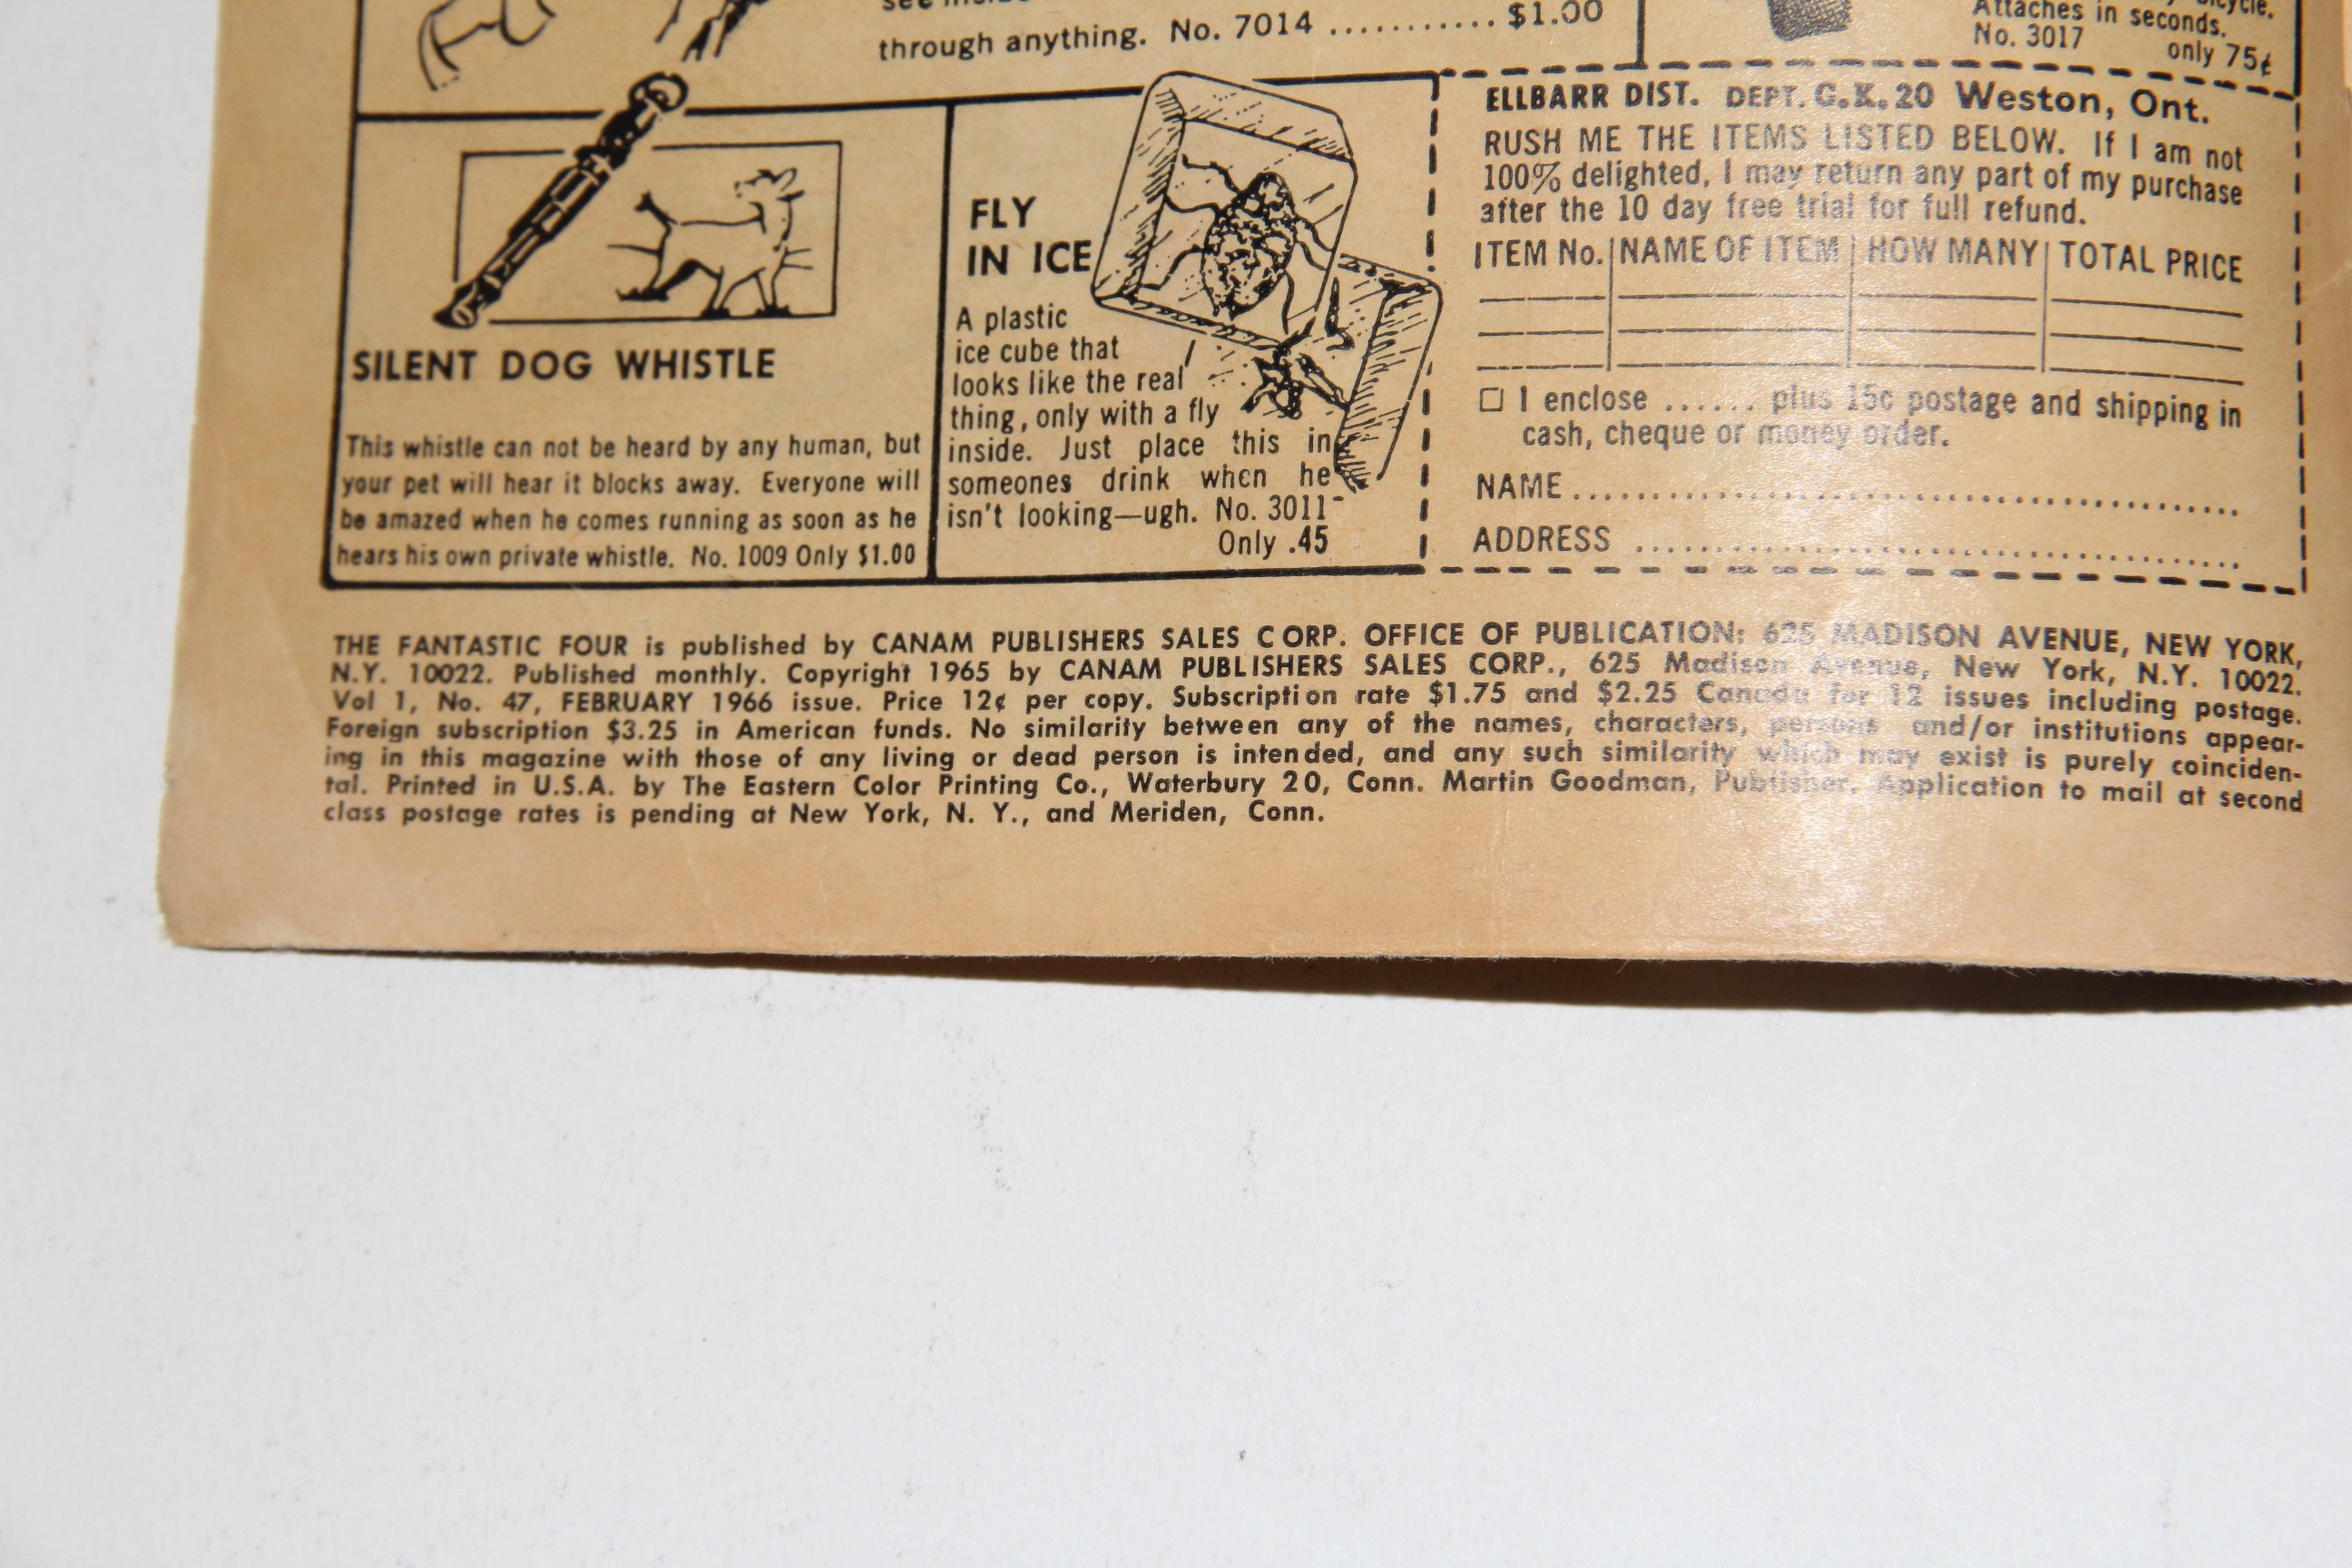 through anything. No. 7014 ........... $1.00
Attaches in seconds.
No. 3017 only 75¢
SILENT DOG WHISTLE
This whistle can not be heard by any human, but
your pet will hear it blocks away. Everyone will
be amazed when he comes running as soon as he
hears his own private whistle. No. 1009 Only $1.00
FLY
IN ICE
A plastic
ice cube that
looks like the real
thing, only with a fly
inside. Just place this in
someones drink when he
isn't looking—ugh. No. 3011
Only .45
ELLBARR DIST. DEPT. G.K. 20 Weston, Ont.
RUSH ME THE ITEMS LISTED BELOW. If I am not
100% delighted, I may return any part of my purchase
after the 10 day free trial for full refund.
ITEM No. NAME OF ITEM HOW MANY TOTAL PRICE
☐ I enclose ...... plus 15c postage and shipping in
cash, cheque or money order.
NAME
ADDRESS
THE FANTASTIC FOUR is published by CANAM PUBLISHERS SALES CORP. OFFICE OF PUBLICATION: 625 MADISON AVENUE, NEW YORK,
N.Y. 10022. Published monthly. Copyright 1965 by CANAM PUBLISHERS SALES CORP., 625 Madison Avenue, New York, N.Y. 10022.
Vol 1, No. 47, FEBRUARY 1966 issue. Price 12¢ per copy. Subscription rate $1.75 and $2.25 Canada for 12 issues including postage.
Foreign subscription $3.25 in American funds. No similarity between any of the names, characters, persons and/or institutions appear-
ing in this magazine with those of any living or dead person is intended, and any such similarity which may exist is purely coinciden-
tal. Printed in U.S.A. by The Eastern Color Printing Co., Waterbury 20, Conn. Martin Goodman, Publisher. Application to mail at second
class postage rates is pending at New York, N. Y., and Meriden, Conn.